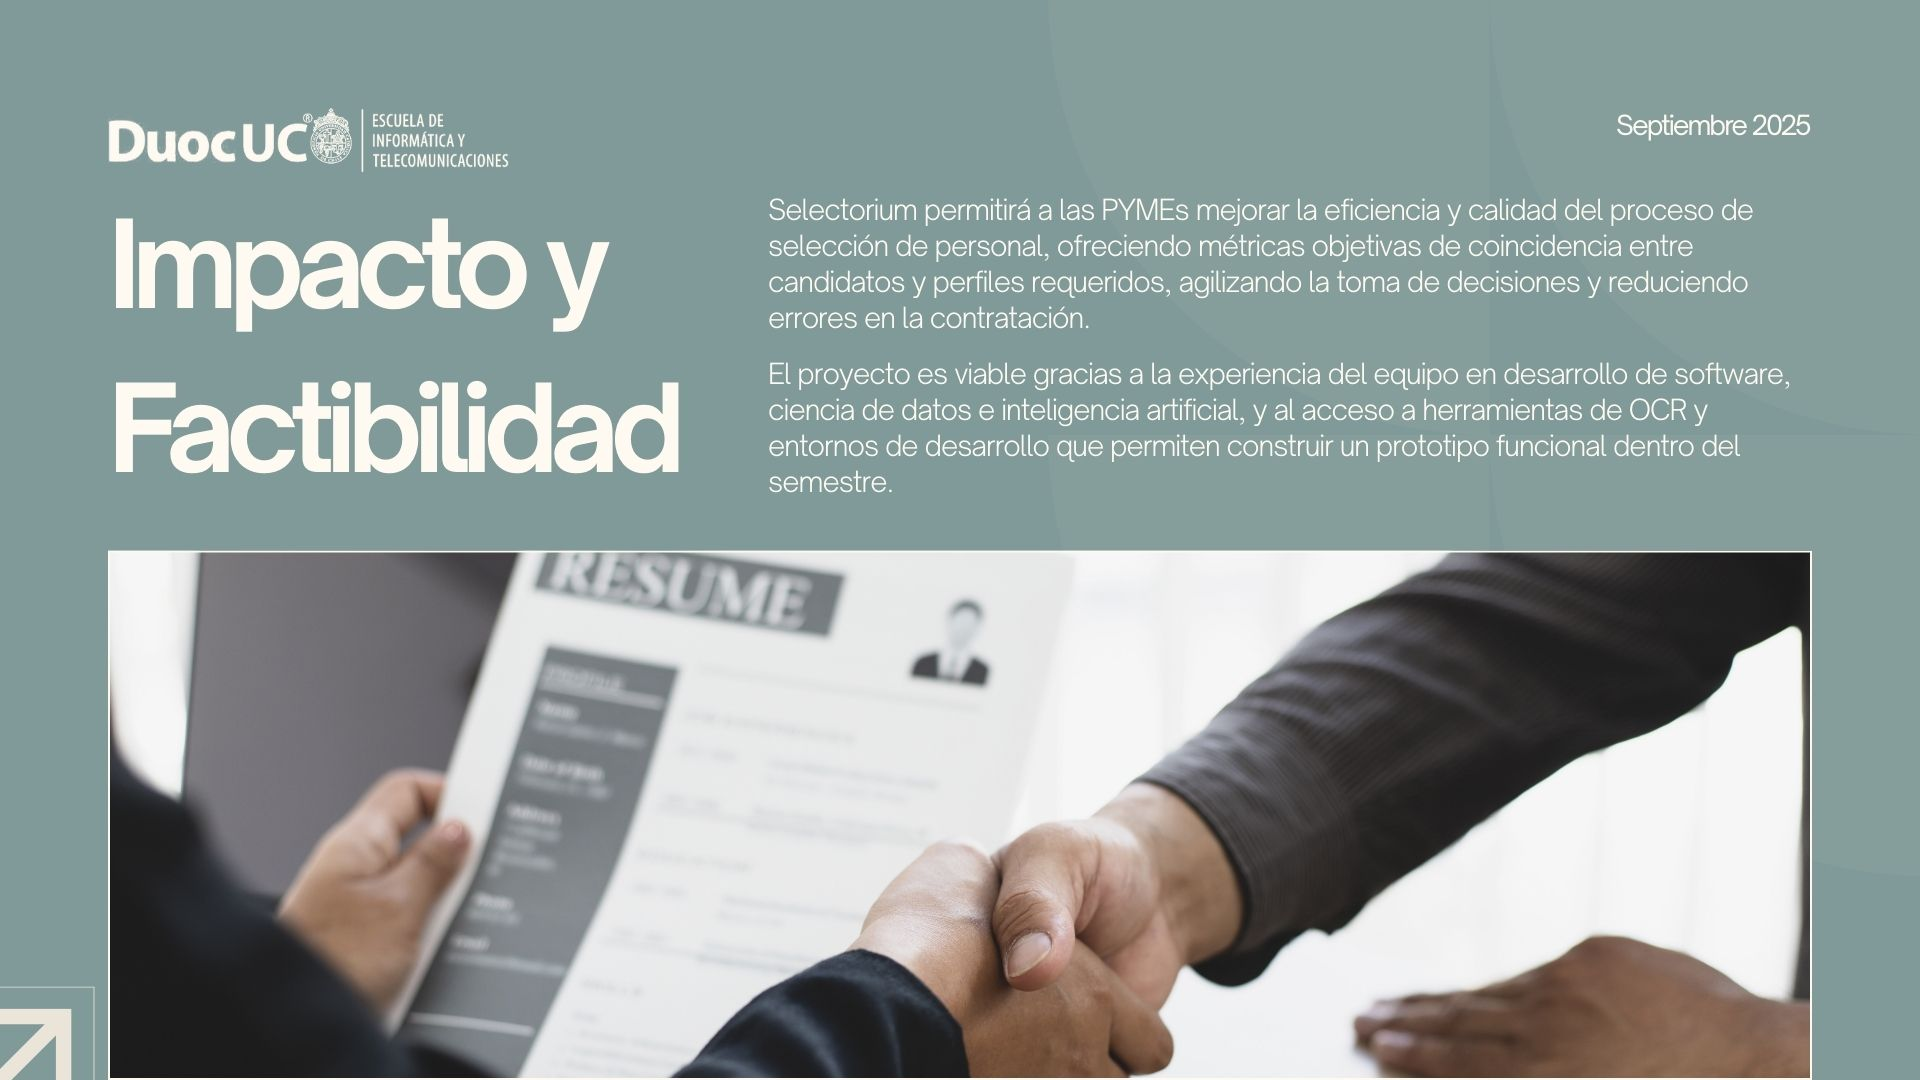 DuocUC®
ESCUELA DE
INFORMÁTICA Y
TELECOMUNICACIONES
Septiembre 2025
Impacto y
Factibilidad
Selectorium permitirá a las PYMEs mejorar la eficiencia y calidad del proceso de
selección de personal, ofreciendo métricas objetivas de coincidencia entre
candidatos y perfiles requeridos, agilizando la toma de decisiones y reduciendo
errores en la contratación.
El proyecto es viable gracias a la experiencia del equipo en desarrollo de software,
ciencia de datos e inteligencia artificial, y al acceso a herramientas de OCR y
entornos de desarrollo que permiten construir un prototipo funcional dentro del
semestre.
RESUME